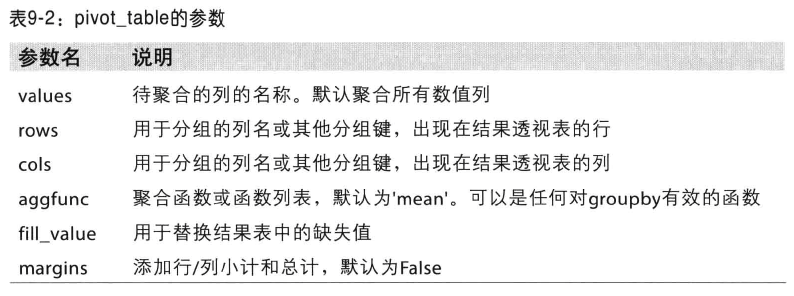 表9-2：pivot_table的参数
参数名 说明
values 待聚合的列的名称。默认聚合所有数值列
rows 用于分组的列名或其他分组键，出现在结果透视表的行
cols 用于分组的列名或其他分组键，出现在结果透视表的列
aggfunc 聚合函数或函数列表，默认为'mean'。可以是任何对groupby有效的函数
fill_value 用于替换结果表中的缺失值
margins 添加行/列小计和总计，默认为False